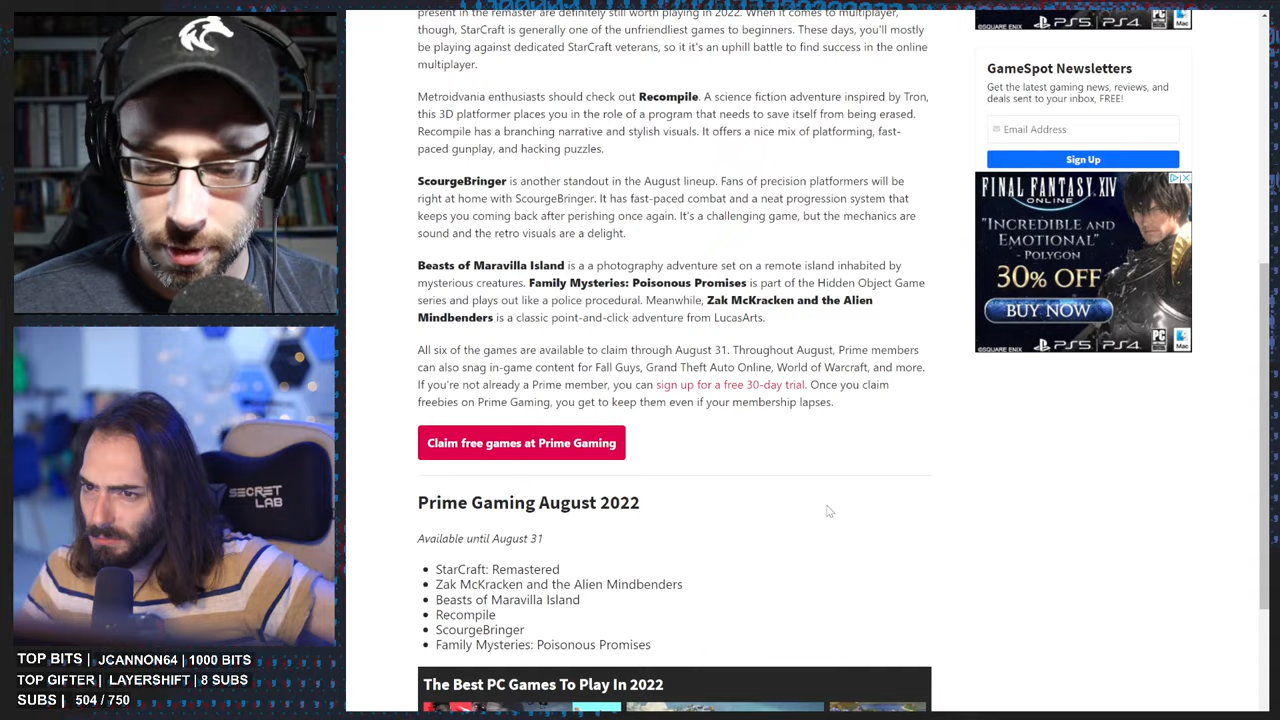 present in the remaster are definitely still worth playing in 2022. When it comes to multiplayer,
though, StarCraft is generally one of the unfriendliest games to beginners. These days, you'll mostly
be playing against dedicated StarCraft veterans, so it it's an uphill battle to find success in the online
multiplayer.
Metroidvania enthusiasts should check out Recompile. A science fiction adventure inspired by Tron,
this 3D platformer places you in the role of a program that needs to save itself from being erased.
Recompile has a branching narrative and stylish visuals. It offers a nice mix of platforming, fast-
paced gunplay, and hacking puzzles.
ScourgeBringer is another standout in the August lineup. Fans of precision platformers will be
right at home with ScourgeBringer. It has fast-paced combat and a neat progression system that
keeps you coming back after perishing once again. It's a challenging game, but the mechanics are
sound and the retro visuals are a delight.
Beasts of Maravilla Island is a a photography adventure set on a remote island inhabited by
mysterious creatures. Family Mysteries: Poisonous Promises is part of the Hidden Object Game
series and plays out like a police procedural. Meanwhile, Zak McKracken and the Alien
Mindbenders is a classic point-and-click adventure from LucasArts.
All six of the games are available to claim through August 31. Throughout August, Prime members
can also snag in-game content for Fall Guys, Grand Theft Auto Online, World of Warcraft, and more.
If you're not already a Prime member, you can sign up for a free 30-day trial. Once you claim
freebies on Prime Gaming, you get to keep them even if your membership lapses.
Claim free games at Prime Gaming
Prime Gaming August 2022
Available until August 31
StarCraft: Remastered
Zak McKracken and the Alien Mindbenders
Beasts of Maravilla Island
Recompile
ScourgeBringer
Family Mysteries: Poisonous Promises
The Best PC Games To Play In 2022
©SQUARE ENIX PS5 PS4 PC Mac
GameSpot Newsletters
Get the latest gaming news, reviews, and
deals sent to your inbox, FREE!
Email Address
Sign Up
FINAL FANTASY XIV
ONLINE
"INCREDIBLE AND
EMOTIONAL"
- POLYGON
30% OFF
BUY NOW
©SQUARE ENIX PS5 PS4 PC Mac
SECRET
LAB
TOP BITS | JCANNON64 | 1000 BITS
TOP GIFTER | LAYERSHIFT | 8 SUBS
SUBS | 504 / 750